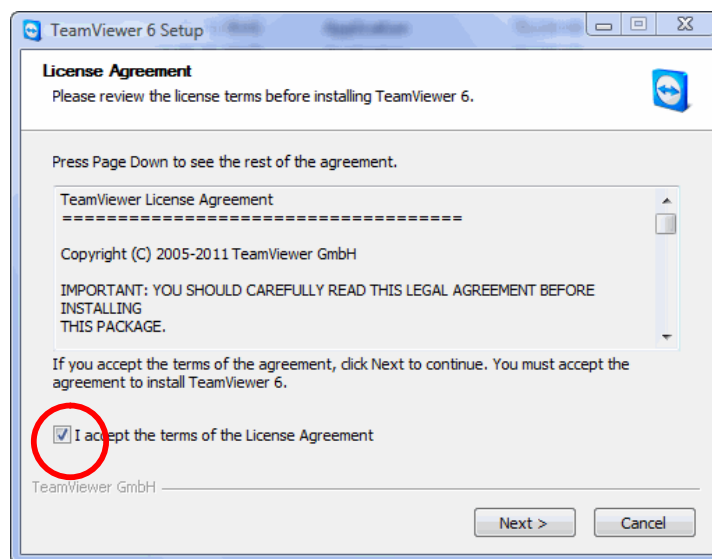 TeamViewer 6 Setup
License Agreement
Please review the license terms before installing TeamViewer 6.
Press Page Down to see the rest of the agreement.
TeamViewer License Agreement
=====================================
Copyright (C) 2005-2011 TeamViewer GmbH
IMPORTANT: YOU SHOULD CAREFULLY READ THIS LEGAL AGREEMENT BEFORE
INSTALLING
THIS PACKAGE.
If you accept the terms of the agreement, click Next to continue. You must accept the
agreement to install TeamViewer 6.
I accept the terms of the License Agreement
TeamViewer GmbH
Next >
Cancel